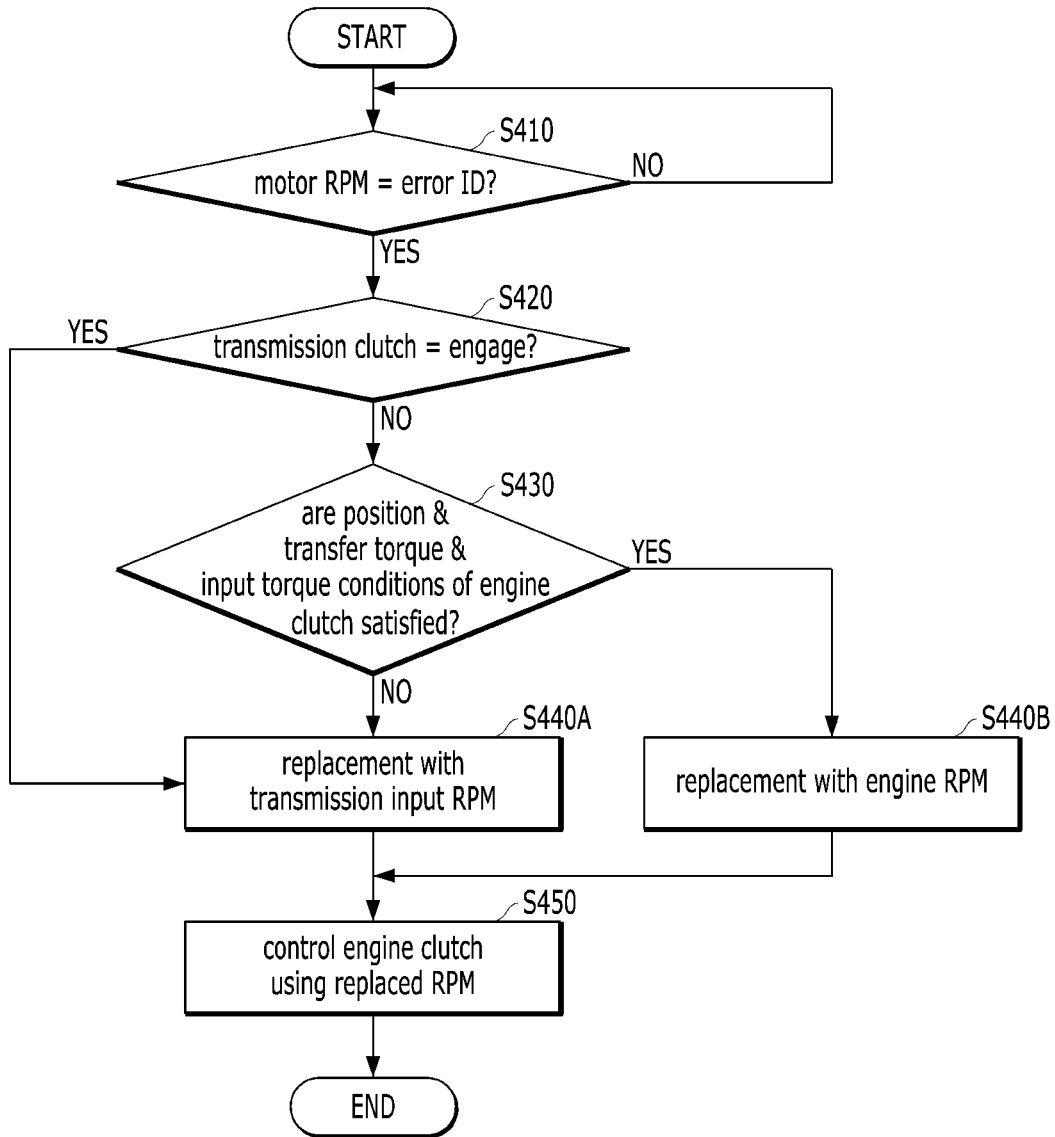 START
S410
motor RPM = error ID?
NO
YES
S420
YES
transmission clutch = engage?
NO
S430
are position &
transfer torque &
input torque conditions of engine
clutch satisfied?
YES
NO
S440A
replacement with
transmission input RPM
S440B
replacement with engine RPM
S450
control engine clutch
using replaced RPM
END